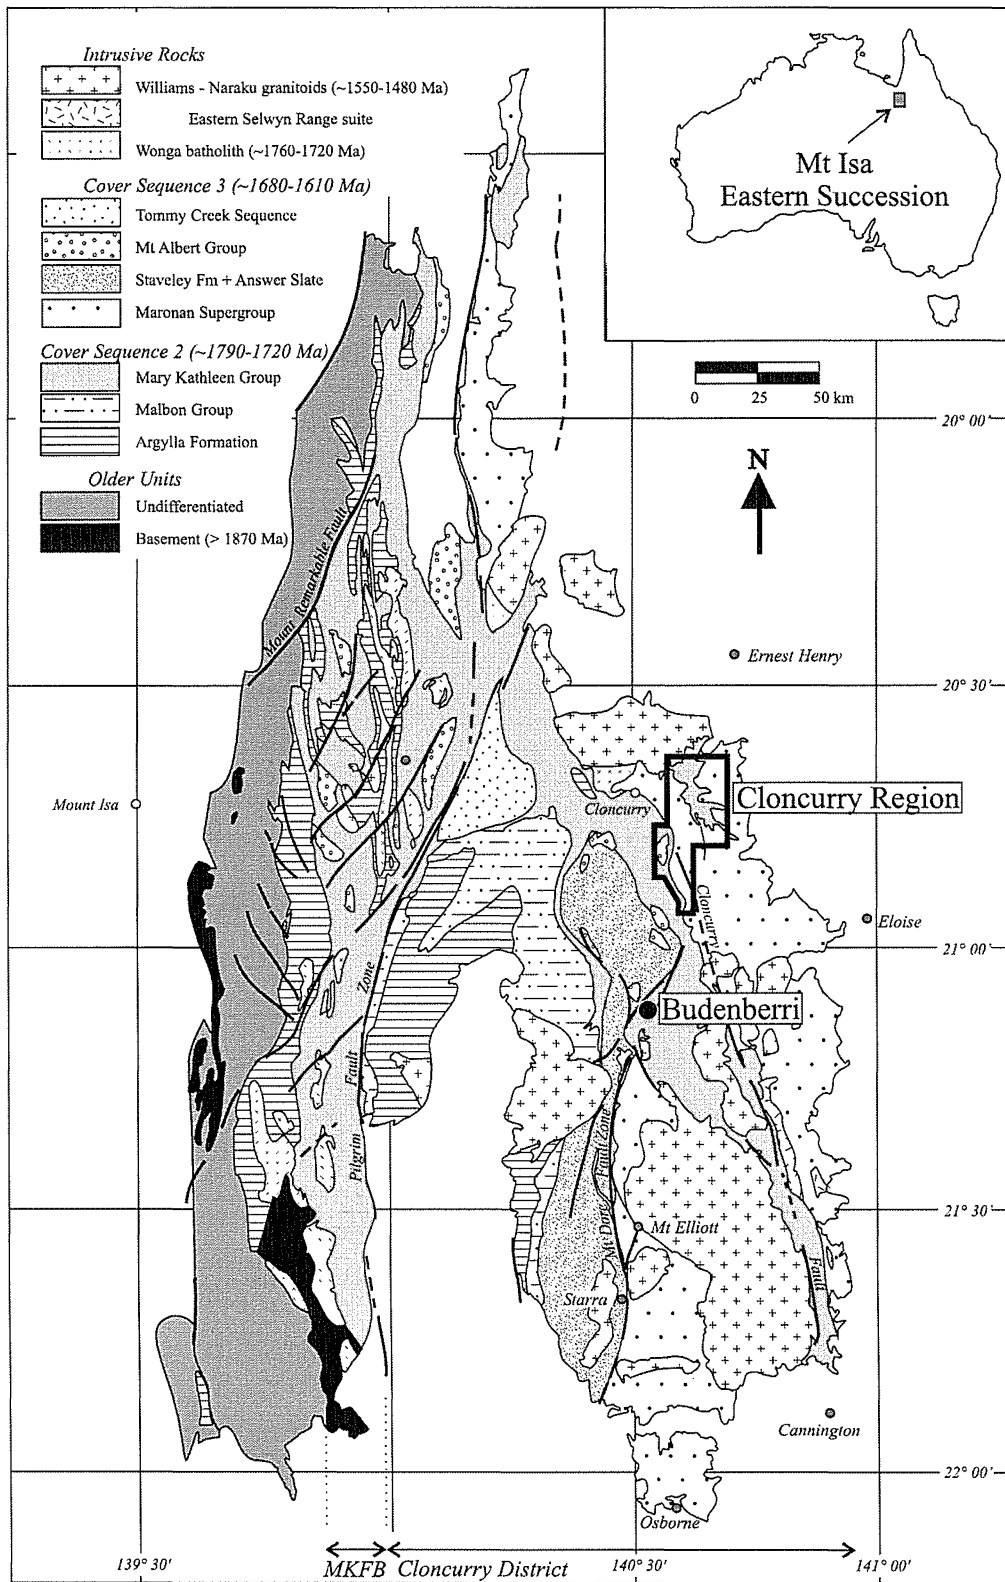 Intrusive Rocks
Williams - Naraku granitoids (~1550-1480 Ma)
Eastern Selwyn Range suite
Wonga batholith (~1760-1720 Ma)
Cover Sequence 3 (~1680-1610 Ma)
Tommy Creek Sequence
Mt Albert Group
Staveley Fm + Answer Slate
Maronan Supergroup
Cover Sequence 2 (~1790-1720 Ma)
Mary Kathleen Group
Malbon Group
Argylla Formation
Older Units
Undifferentiated
Basement (> 1870 Ma)
Mt Isa
Eastern Succession
0 25 50 km
N
20° 00'
Mount Remarkable Fault
Ernest Henry
20° 30'
Mount Isa
Cloncurry
Cloncurry Region
Cloncurry
Eloise
21° 00'
Zone
Budenberri
Fault
Pilgrim
Fault Zone
Mt Dore
21° 30'
Mt Elliott
Fault
Starra
Cannington
22° 00'
Osborne
139° 30'
MKFB Cloncurry District
140° 30'
141° 00'